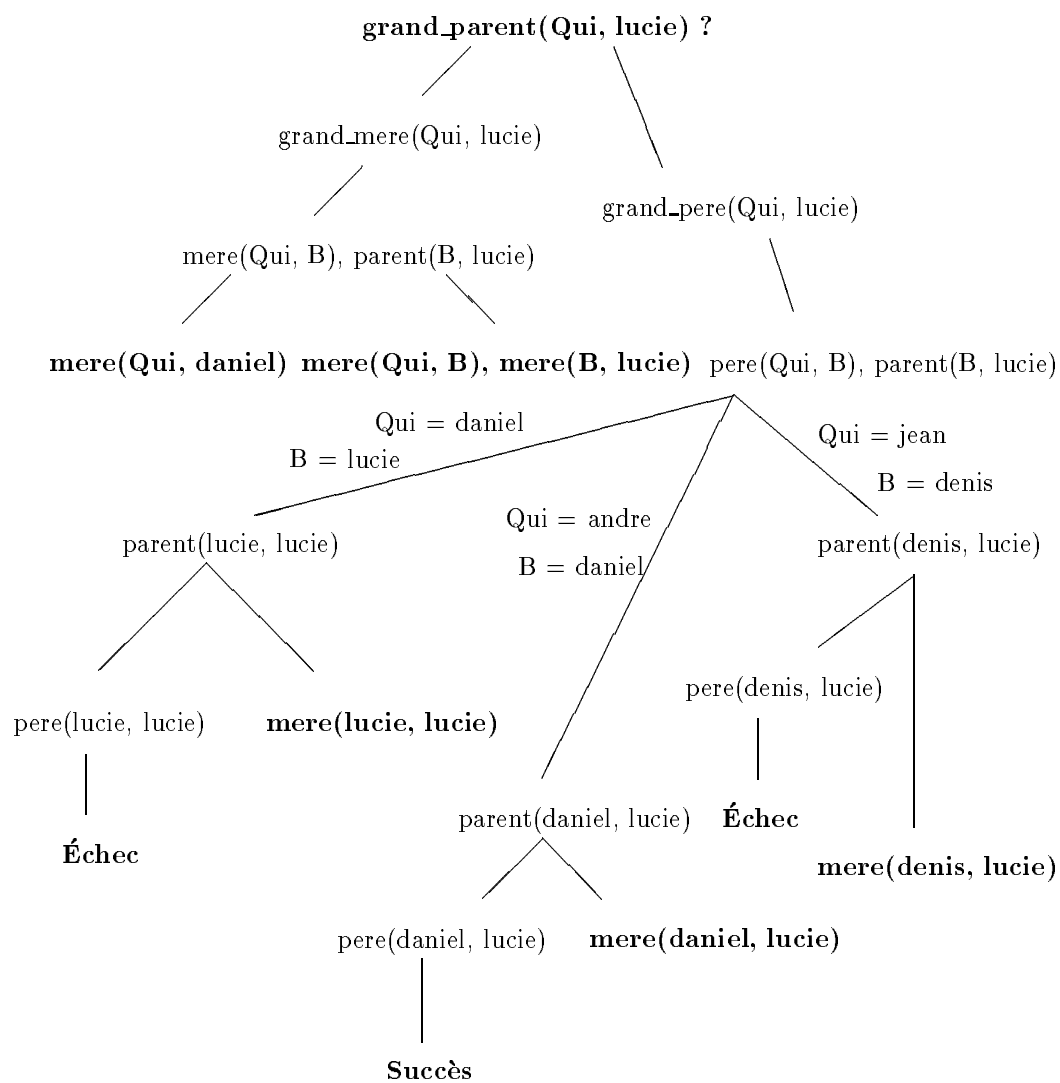 grand_parent(Qui, lucie) ?
grand_mere(Qui, lucie)
grand_pere(Qui, lucie)
mere(Qui, B), parent(B, lucie)
mere(Qui, daniel) mere(Qui, B), mere(B, lucie) pere(Qui, B), parent(B, lucie)
Qui = daniel
B = lucie
Qui = jean
B = denis
Qui = andre
B = daniel
parent(lucie, lucie)
parent(denis, lucie)
pere(denis, lucie)
pere(lucie, lucie)
mere(lucie, lucie)
parent(daniel, lucie)
Échec
Échec
mere(denis, lucie)
pere(daniel, lucie)
mere(daniel, lucie)
Succès